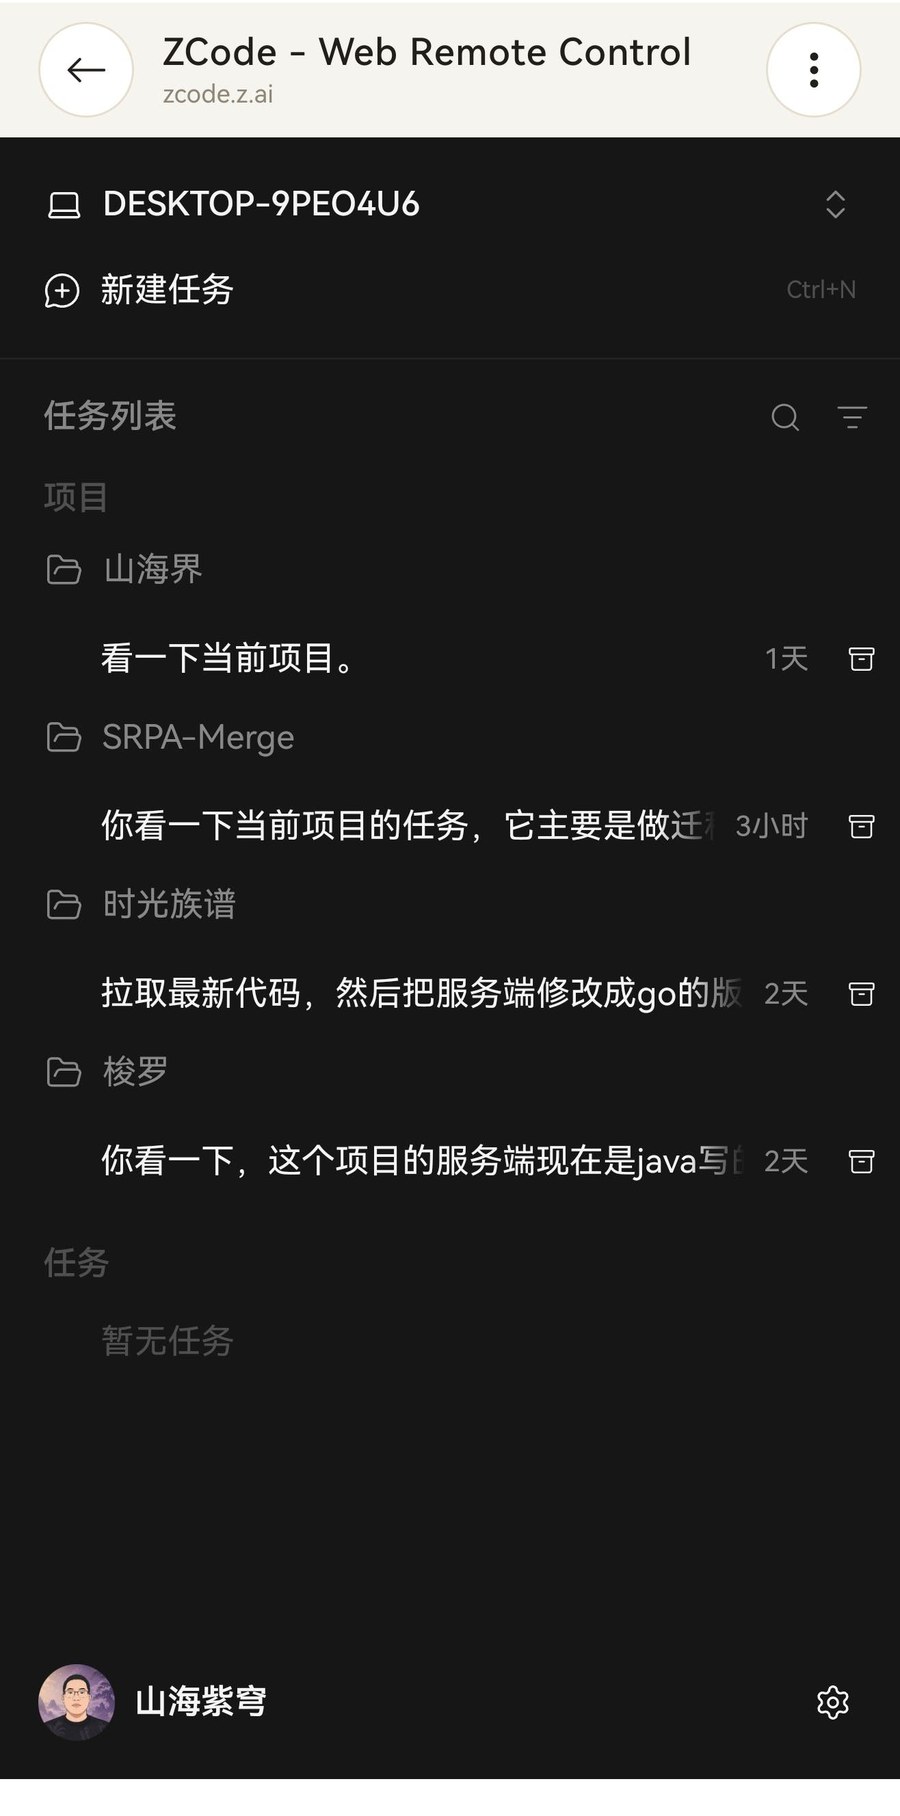 ZCode - Web Remote Control
zcode.z.ai
DESKTOP-9PEO4U6
新建任务 Ctrl+N
任务列表
项目
山海界
看一下当前项目。 1天
SRPA-Merge
你看一下当前项目的任务，它主要是做迁 3小时
时光族谱
拉取最新代码，然后把服务端修改成go的版 2天
梭罗
你看一下，这个项目的服务端现在是java写 2天
任务
暂无任务
山海紫穹